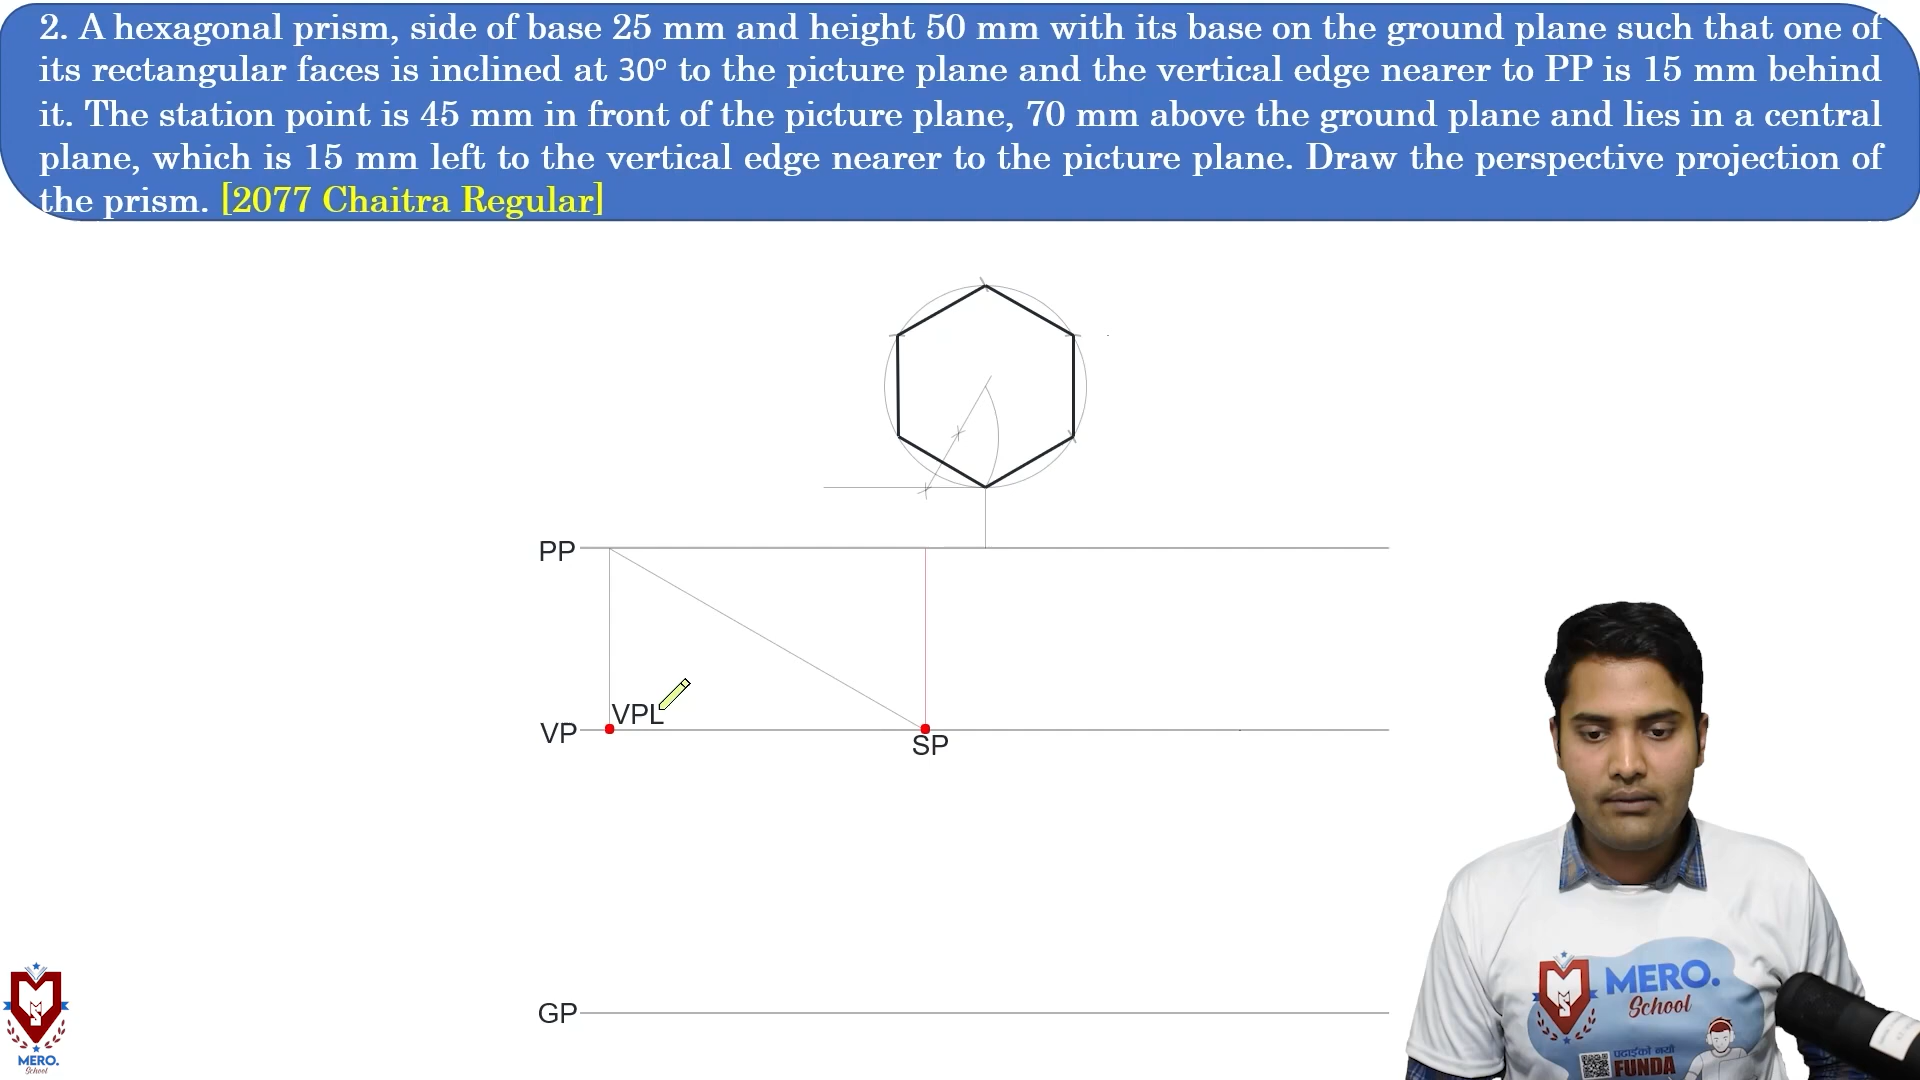 2. A hexagonal prism, side of base 25 mm and height 50 mm with its base on the ground plane such that one of
its rectangular faces is inclined at 30º to the picture plane and the vertical edge nearer to PP is 15 mm behind
it. The station point is 45 mm in front of the picture plane, 70 mm above the ground plane and lies in a central
plane, which is 15 mm left to the vertical edge nearer to the picture plane. Draw the perspective projection of
the prism. [2077 Chaitra Regular]
PP
VPL
VP
SP
GP
MERO.
School
MERO.
School
पढाईको नयाँ
FUNDA